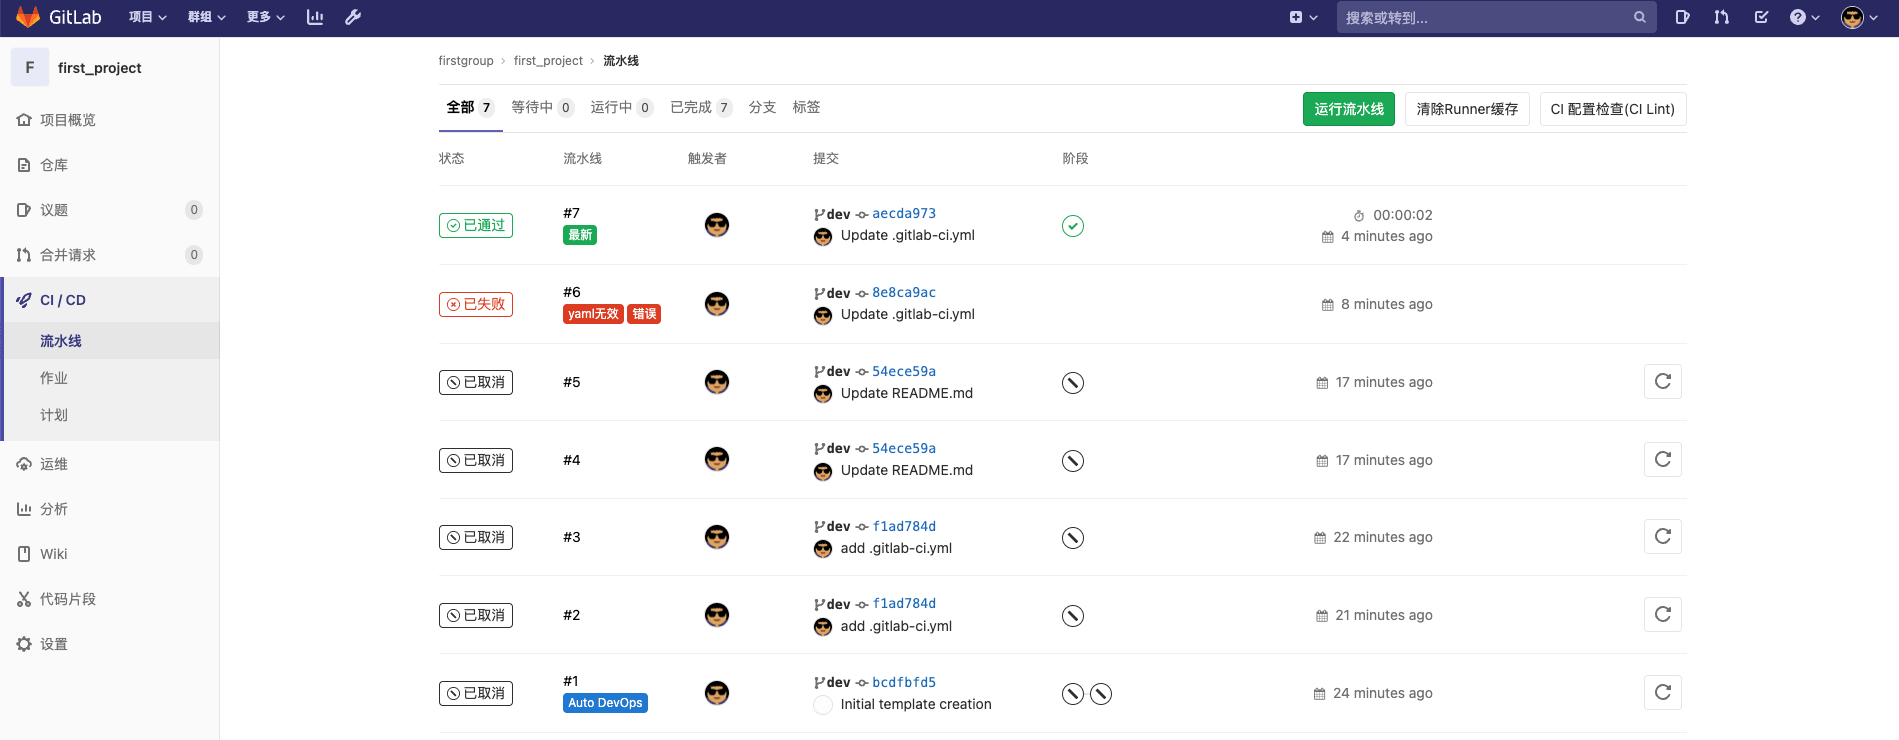 GitLab 项目 群组 更多 搜索或转到...
F first_project
项目概览
仓库
议题 0
合并请求 0
CI / CD
流水线
作业
计划
运维
分析
Wiki
代码片段
设置
firstgroup › first_project › 流水线
全部 7 等待中 0 运行中 0 已完成 7 分支 标签 运行流水线 清除Runner缓存 CI 配置检查(CI Lint)
状态 流水线 触发者 提交 阶段
已通过 #7 最新 dev aecda973 00:00:02
Update .gitlab-ci.yml 4 minutes ago
已失败 #6 yaml无效 错误 dev 8e8ca9ac 8 minutes ago
Update .gitlab-ci.yml
已取消 #5 dev 54ece59a 17 minutes ago
Update README.md
已取消 #4 dev 54ece59a 17 minutes ago
Update README.md
已取消 #3 dev f1ad784d 22 minutes ago
add .gitlab-ci.yml
已取消 #2 dev f1ad784d 21 minutes ago
add .gitlab-ci.yml
已取消 #1 Auto DevOps dev bcdfbfd5 24 minutes ago
Initial template creation